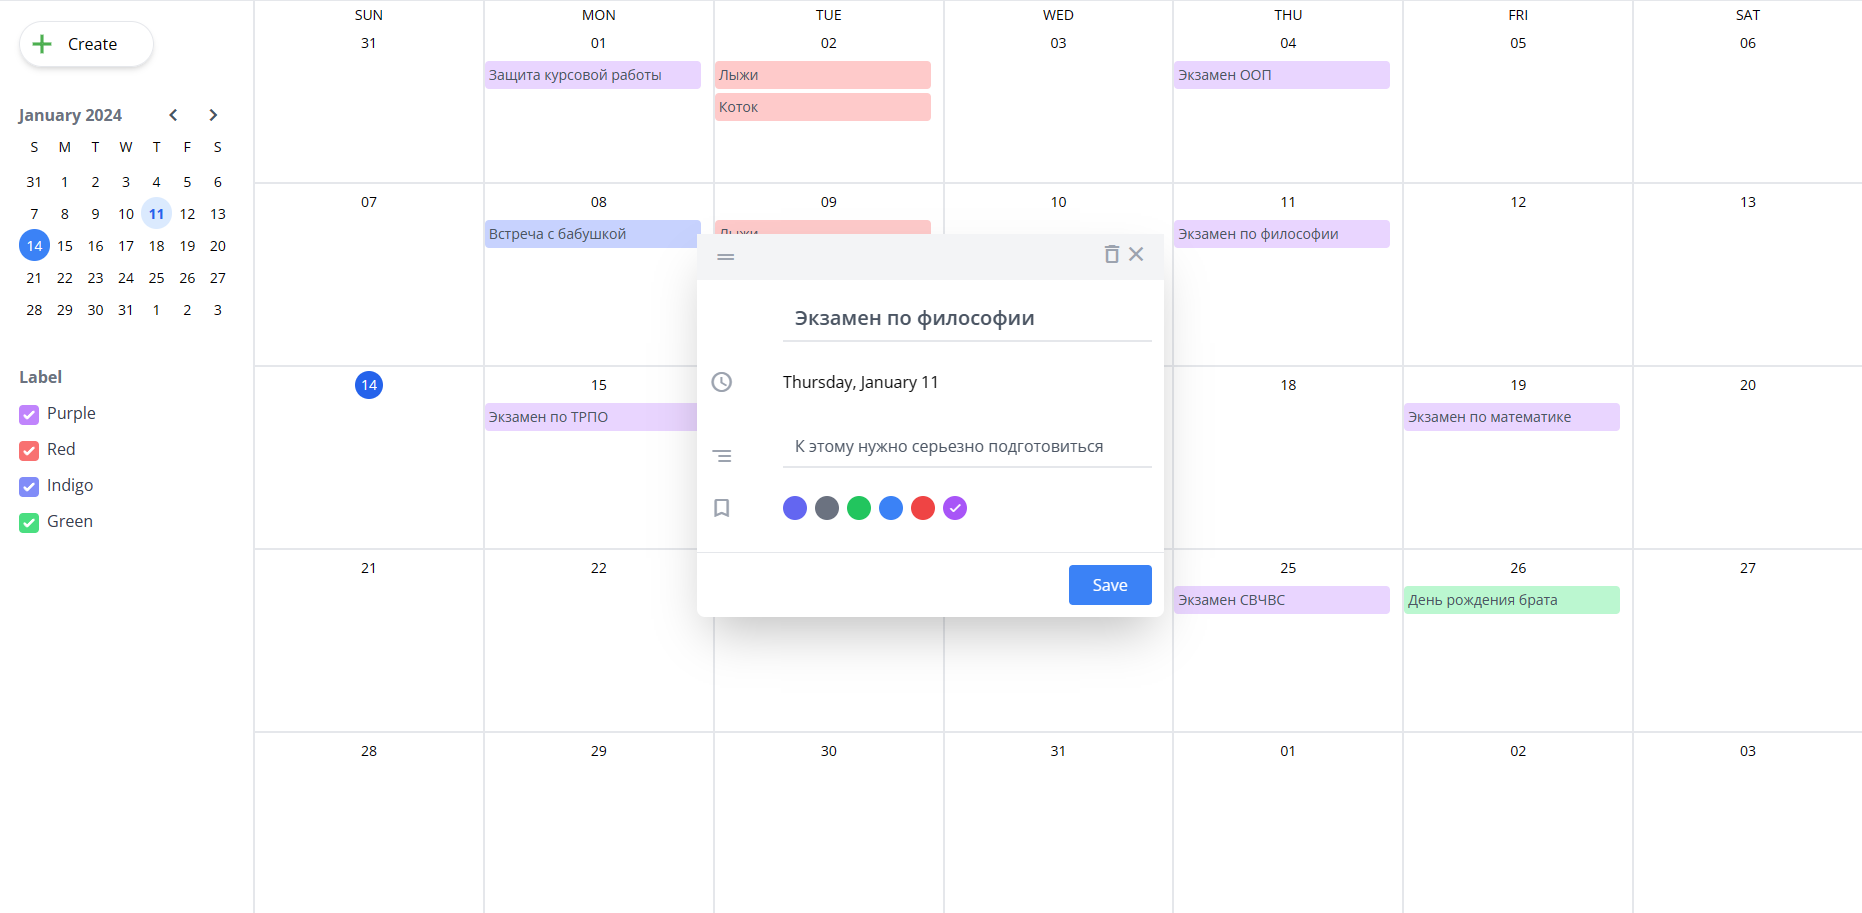 Create
January 2024
S M T W T F S
31 1 2 3 4 5 6
7 8 9 10 11 12 13
14 15 16 17 18 19 20
21 22 23 24 25 26 27
28 29 30 31 1 2 3
Label
Purple
Red
Indigo
Green
SUN MON TUE WED THU FRI SAT
31 01 02 03 04 05 06
Защита курсовой работы Лыжи Экзамен ООП
Коток
07 08 09 10 11 12 13
Встреча с бабушкой Лыжи Экзамен по философии
14 15 18 19 20
Экзамен по ТРПО Экзамен по математике
21 22 25 26 27
Экзамен СВЧВС День рождения брата
28 29 30 31 01 02 03
Экзамен по философии
Thursday, January 11
К этому нужно серьезно подготовиться
Save